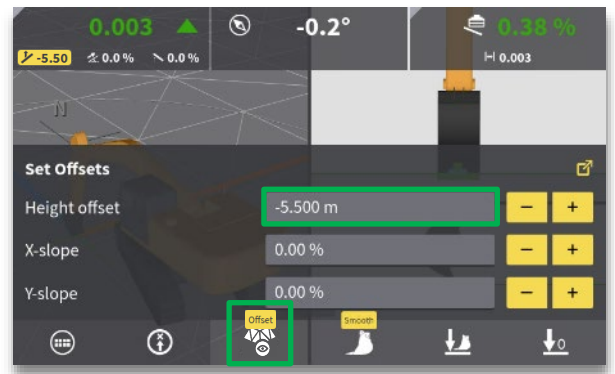 0.003 -0.2° 0.38 %
-5.50 0.0 % 0.0 % 0.003
N
Set Offsets
Height offset -5.500 m - +
X-slope 0.00 % - +
Y-slope 0.00 % - +
Offset Smooth
0